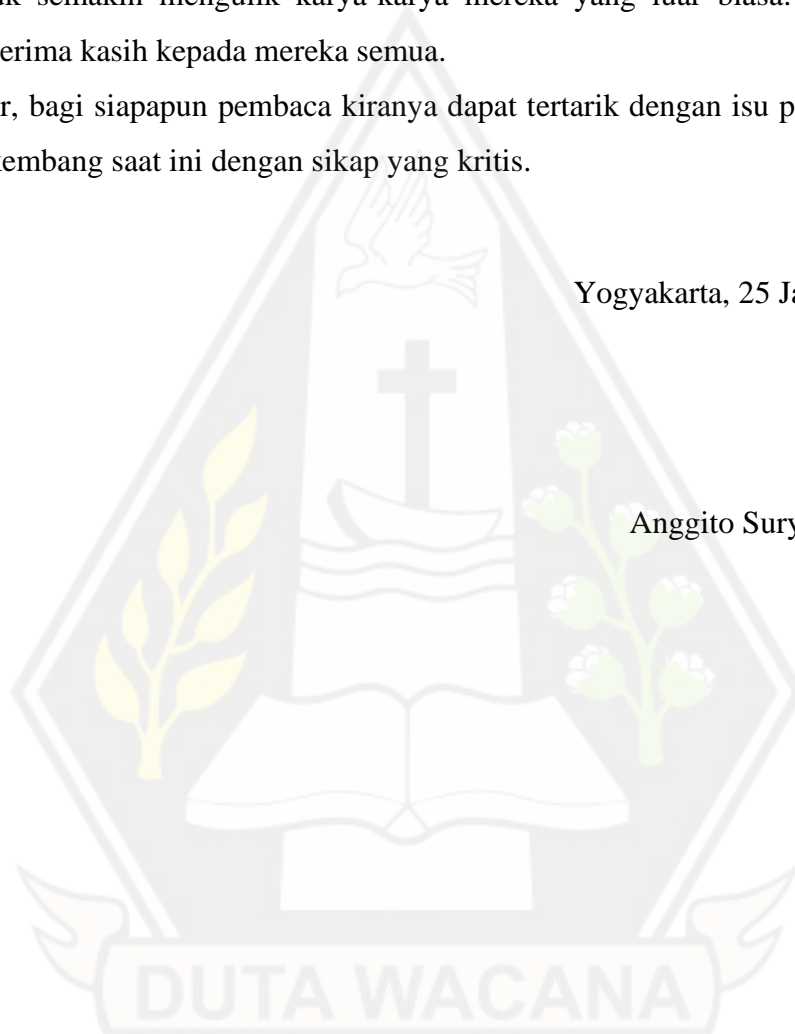 semakin mengulik karya-karya mereka yang luar biasa.
erima kasih kepada mereka semua.
r, bagi siapapun pembaca kiranya dapat tertarik dengan isu p
kembang saat ini dengan sikap yang kritis.
Yogyakarta, 25 Ja
Anggito Sury
DUTA WACANA